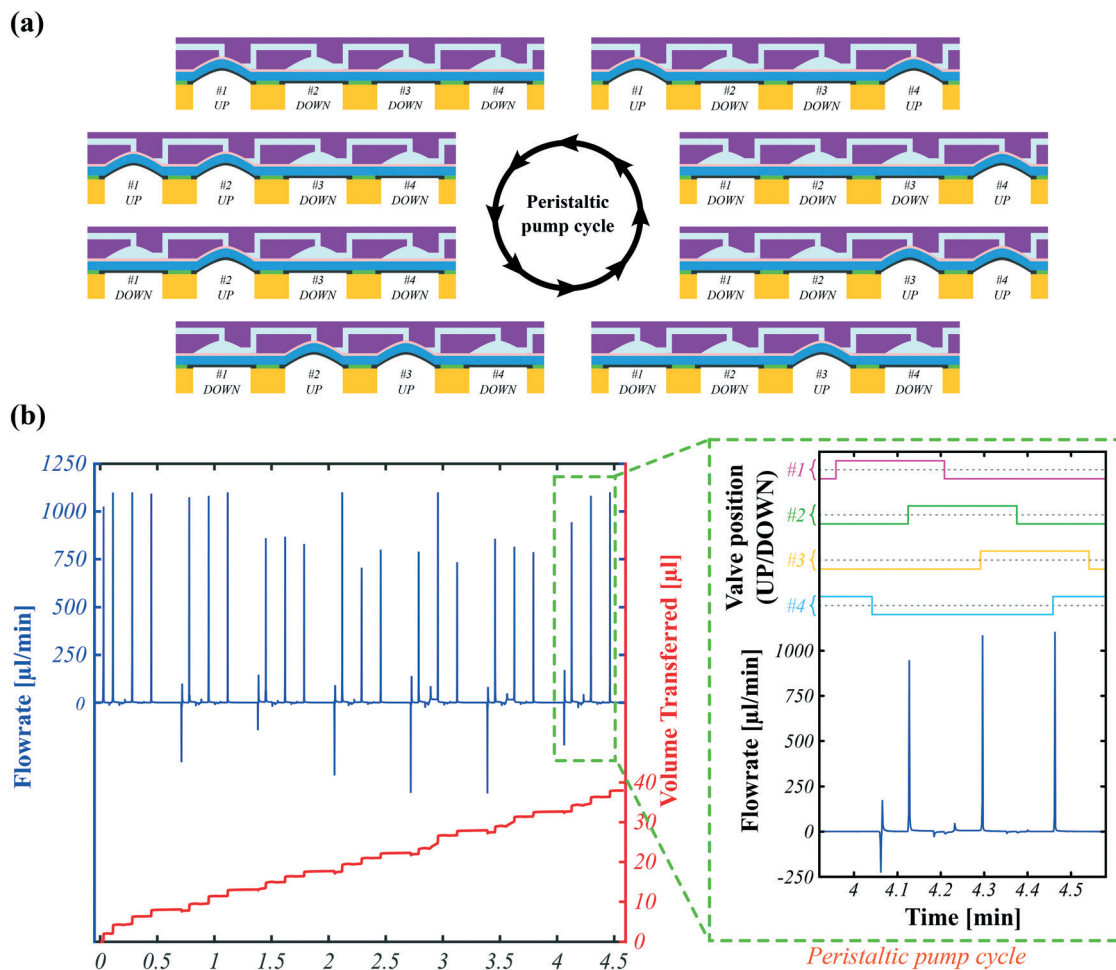 (a)
#1 #2 #3 #4
UP DOWN DOWN DOWN
#1 #2 #3 #4
UP DOWN DOWN UP
#1 #2 #3 #4
UP UP DOWN DOWN
Peristaltic
pump cycle
#1 #2 #3 #4
DOWN DOWN DOWN UP
#1 #2 #3 #4
DOWN UP DOWN DOWN
#1 #2 #3 #4
DOWN DOWN UP UP
#1 #2 #3 #4
DOWN UP UP DOWN
#1 #2 #3 #4
DOWN DOWN UP DOWN
(b)
Flowrate [µl/min]
1250
1000
750
500
250
0
Volume Transferred [µl]
40
30
20
10
0
0 0.5 1 1.5 2 2.5 3 3.5 4 4.5
Valve position
(UP/DOWN)
#1{
#2{
#3{
#4{
Flowrate [µl/min]
1000
750
500
250
0
-250
4 4.1 4.2 4.3 4.4 4.5
Time [min]
Peristaltic pump cycle